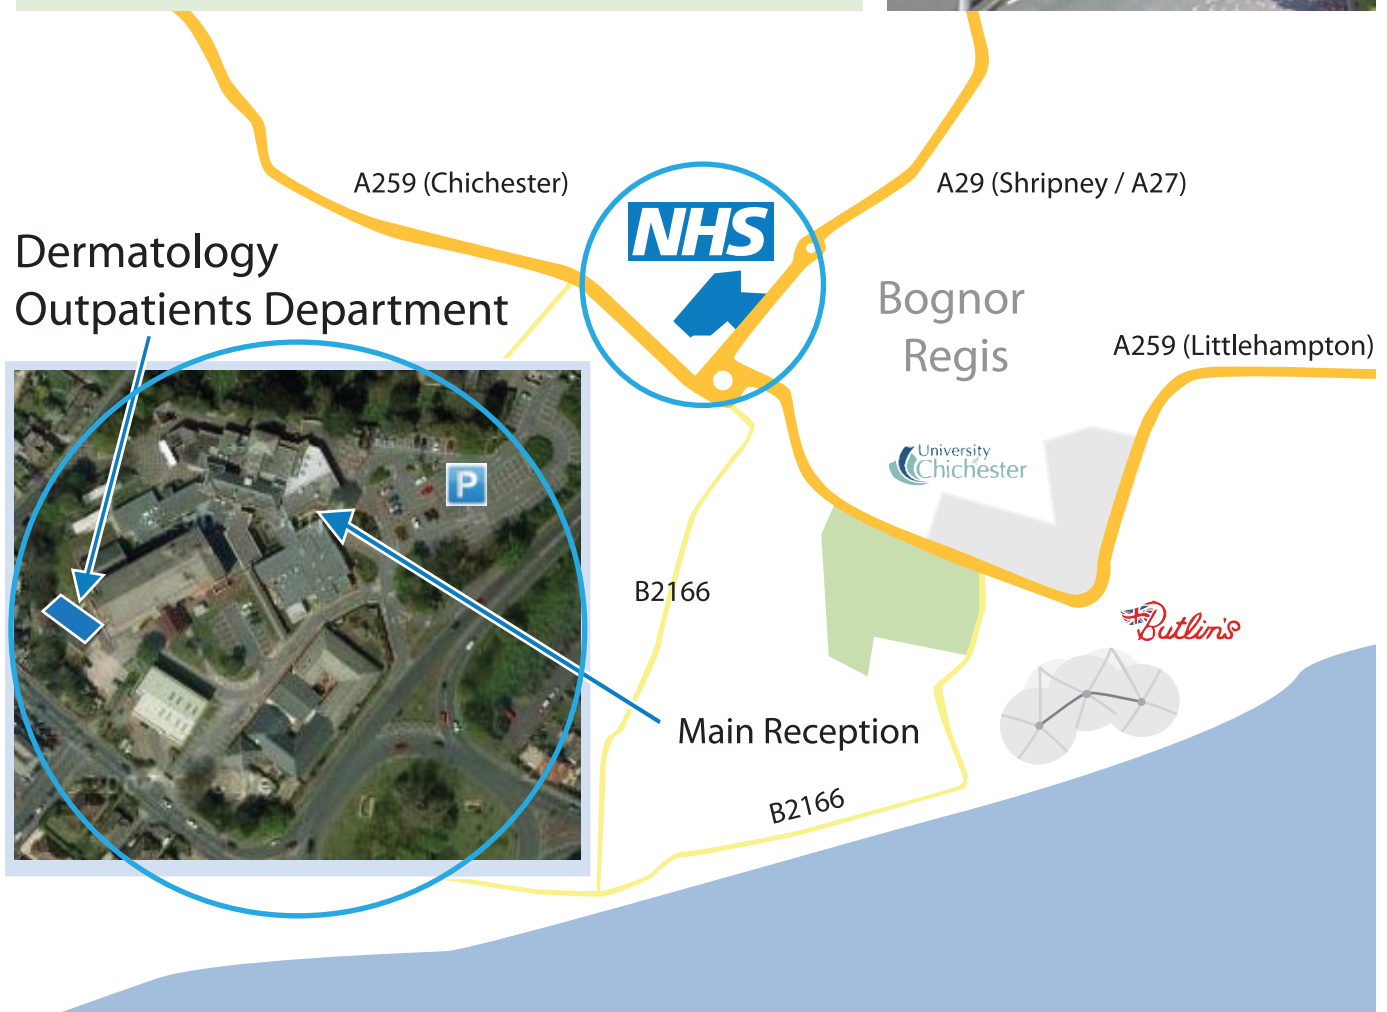 A259 (Chichester)
A29 (Shripney / A27)
NHS
Dermatology
Outpatients Department
Bognor
Regis
A259 (Littlehampton)
P
University
of
Chichester
B2166
Butlin's
Main Reception
B2166